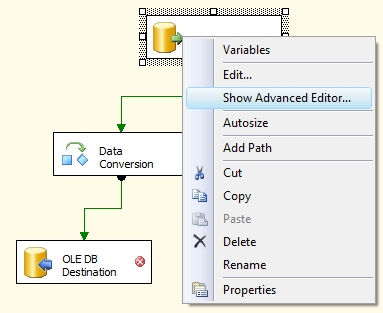 Variables
Edit...
Show Advanced Editor...
Autosize
Add Path
Cut
Copy
Paste
Delete
Rename
Properties
Data
Conversion
OLE DB
Destination